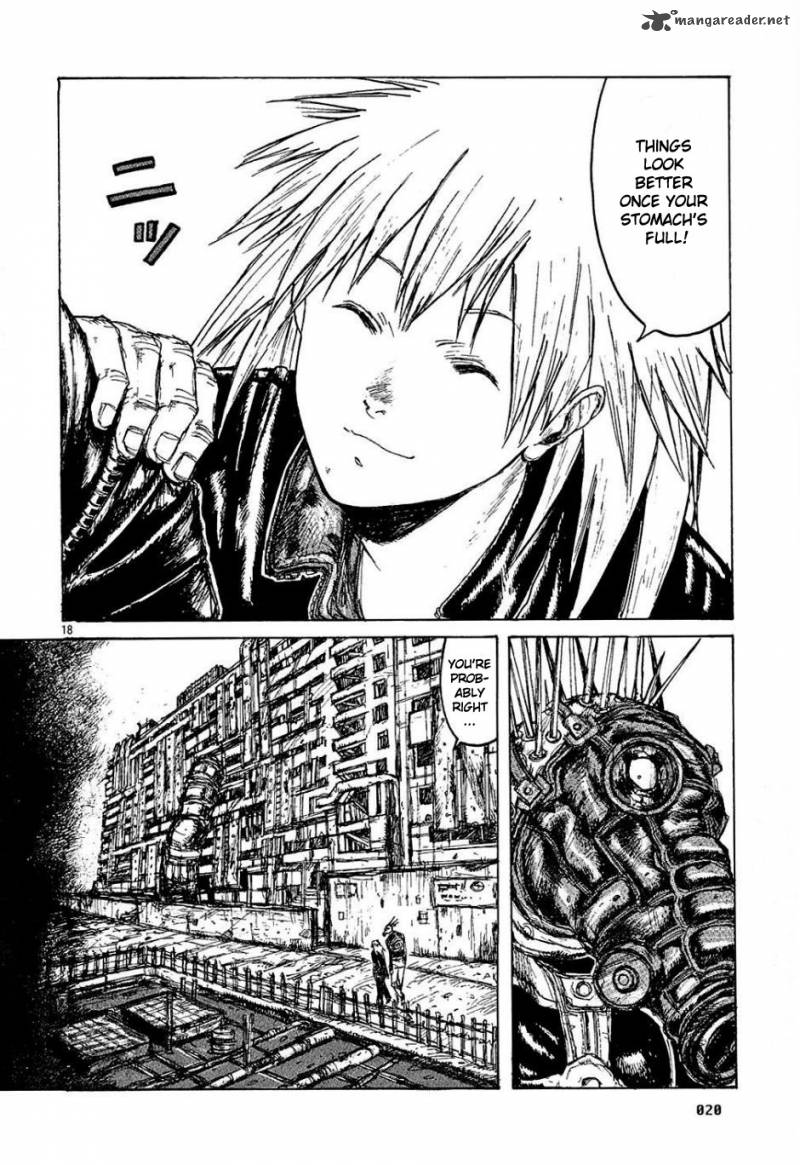 mangareader.net
THINGS
LOOK
BETTER
ONCE YOUR
STOMACH'S
FULL!
18
YOU'RE
PROB-
ABLY
RIGHT
...
020